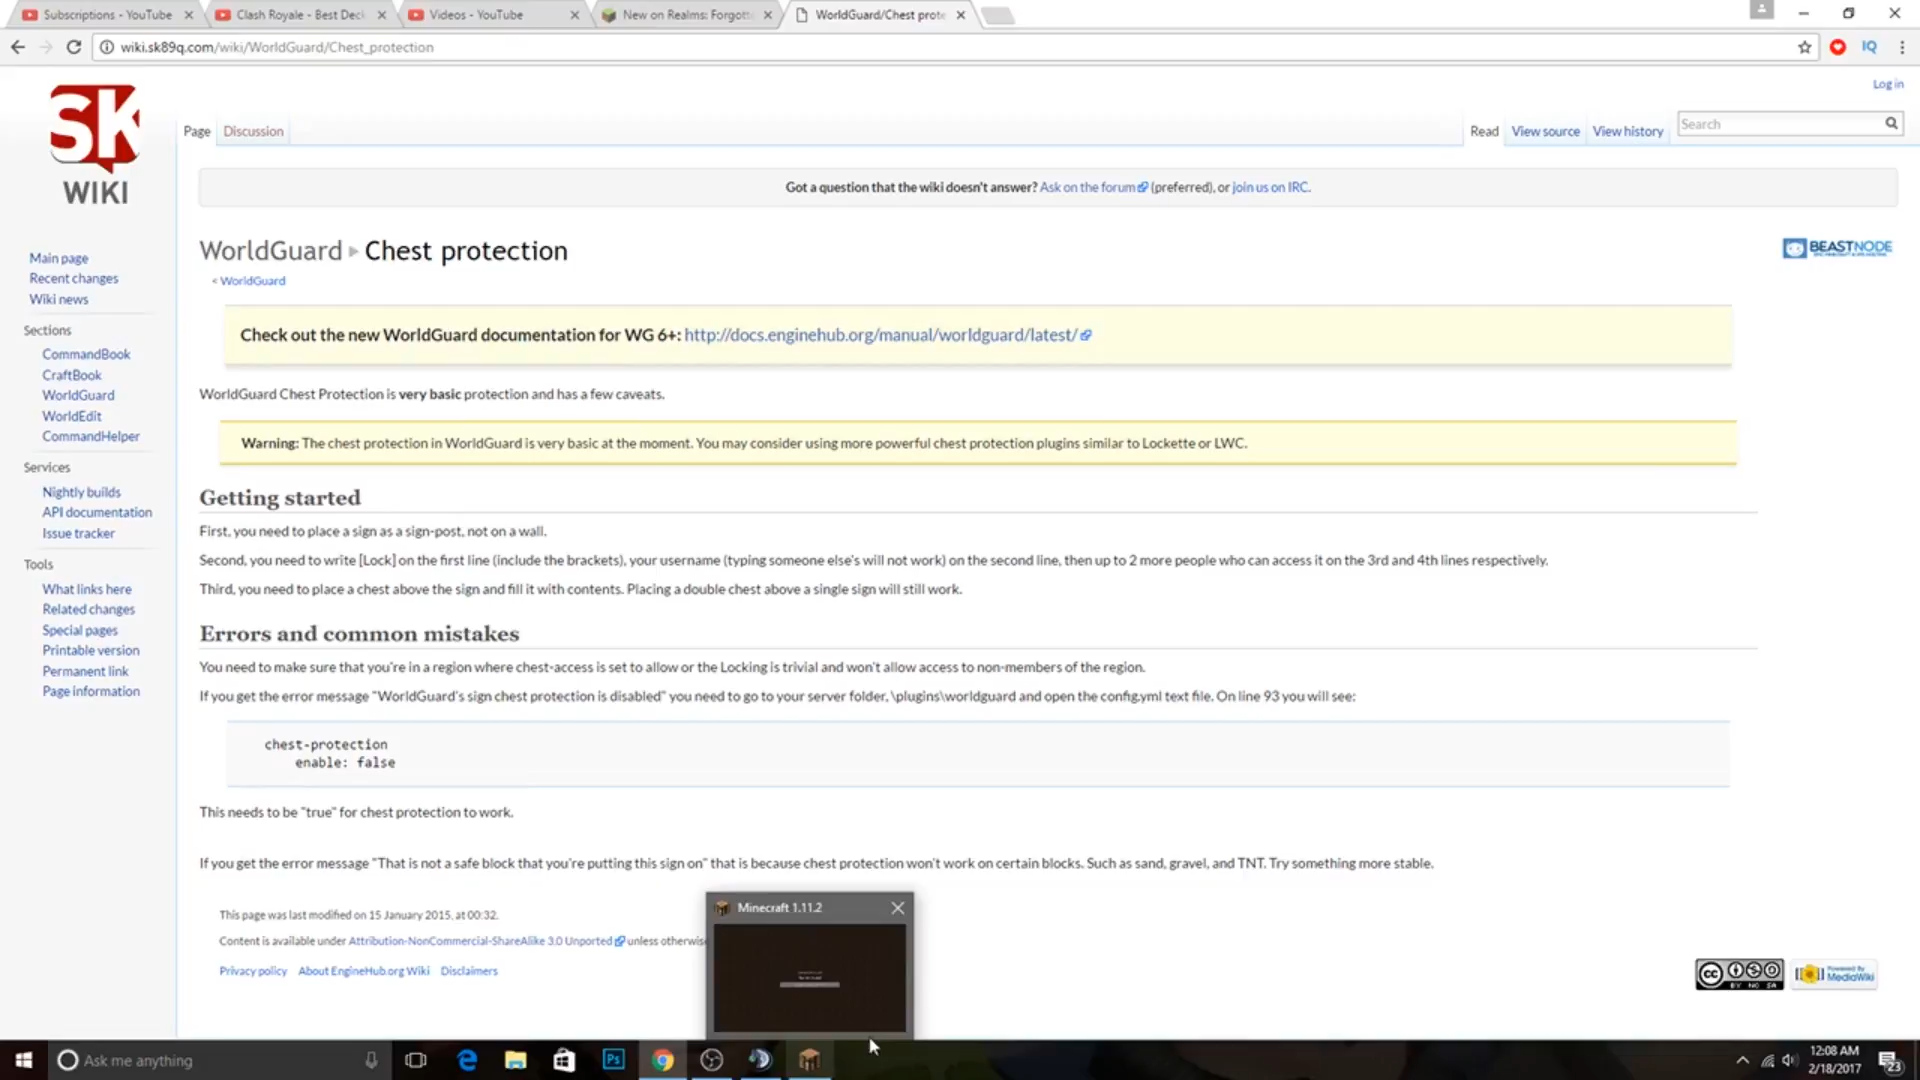 Subscriptions - YouTube
Clash Royale - Best Deck
Videos - YouTube
New on Realms: Forgott
WorldGuard/Chest prote
wiki.sk89q.com/wiki/WorldGuard/Chest_protection
IQ
Log in
SK
WIKI
Page
Discussion
Read
View source
View history
Search
Got a question that the wiki doesn't answer? Ask on the forum (preferred), or join us on IRC.
WorldGuard ▸ Chest protection
BEASTNODE
< WorldGuard
Main page
Recent changes
Wiki news
Check out the new WorldGuard documentation for WG 6+: http://docs.enginehub.org/manual/worldguard/latest/
Sections
CommandBook
CraftBook
WorldGuard
WorldEdit
CommandHelper
WorldGuard Chest Protection is very basic protection and has a few caveats.
Warning: The chest protection in WorldGuard is very basic at the moment. You may consider using more powerful chest protection plugins similar to Lockette or LWC.
Services
Nightly builds
API documentation
Issue tracker
Getting started
First, you need to place a sign as a sign-post, not on a wall.
Second, you need to write [Lock] on the first line (include the brackets), your username (typing someone else's will not work) on the second line, then up to 2 more people who can access it on the 3rd and 4th lines respectively.
Third, you need to place a chest above the sign and fill it with contents. Placing a double chest above a single sign will still work.
Tools
What links here
Related changes
Special pages
Printable version
Permanent link
Page information
Errors and common mistakes
You need to make sure that you're in a region where chest-access is set to allow or the Locking is trivial and won't allow access to non-members of the region.
If you get the error message "WorldGuard's sign chest protection is disabled" you need to go to your server folder, \plugins\worldguard and open the config.yml text file. On line 93 you will see:
chest-protection
enable: false
This needs to be "true" for chest protection to work.
If you get the error message "That is not a safe block that you're putting this sign on" that is because chest protection won't work on certain blocks. Such as sand, gravel, and TNT. Try something more stable.
This page was last modified on 15 January 2015, at 00:32.
Content is available under Attribution-NonCommercial-ShareAlike 3.0 Unported unless otherwis
Privacy policy
About EngineHub.org Wiki
Disclaimers
Minecraft 1.11.2
cc
BY NC SA
Powered By
MediaWiki
Ask me anything
Ps
12:08 AM
2/18/2017
23